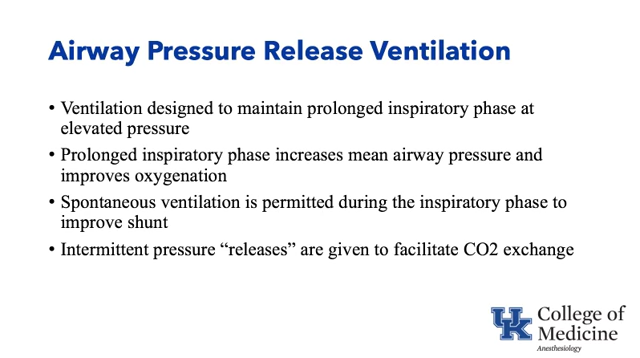 Airway Pressure Release Ventilation
• Ventilation designed to maintain prolonged inspiratory phase at
elevated pressure
• Prolonged inspiratory phase increases mean airway pressure and
improves oxygenation
• Spontaneous ventilation is permitted during the inspiratory phase to
improve shunt
• Intermittent pressure “releases” are given to facilitate CO2 exchange
UK
College of
Medicine
Anesthesiology